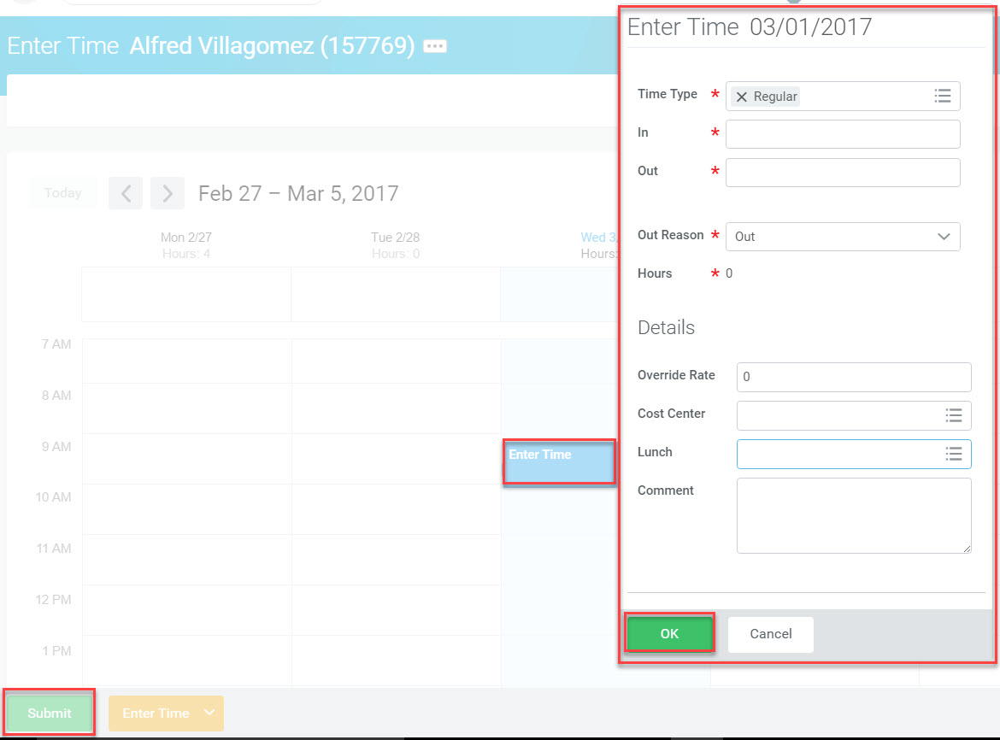 Enter Time Alfred Villagomez (157769)
Today
Feb 27 – Mar 5, 2017
Mon 2/27
Hours: 4
Tue 2/28
Hours: 0
Wed 3/
Hours:
7 AM
8 AM
9 AM
Enter Time
10 AM
11 AM
12 PM
1 PM
Submit
Enter Time
Enter Time 03/01/2017
Time Type * Regular
In *
Out *
Out Reason * Out
Hours * 0
Details
Override Rate 0
Cost Center
Lunch
Comment
OK
Cancel